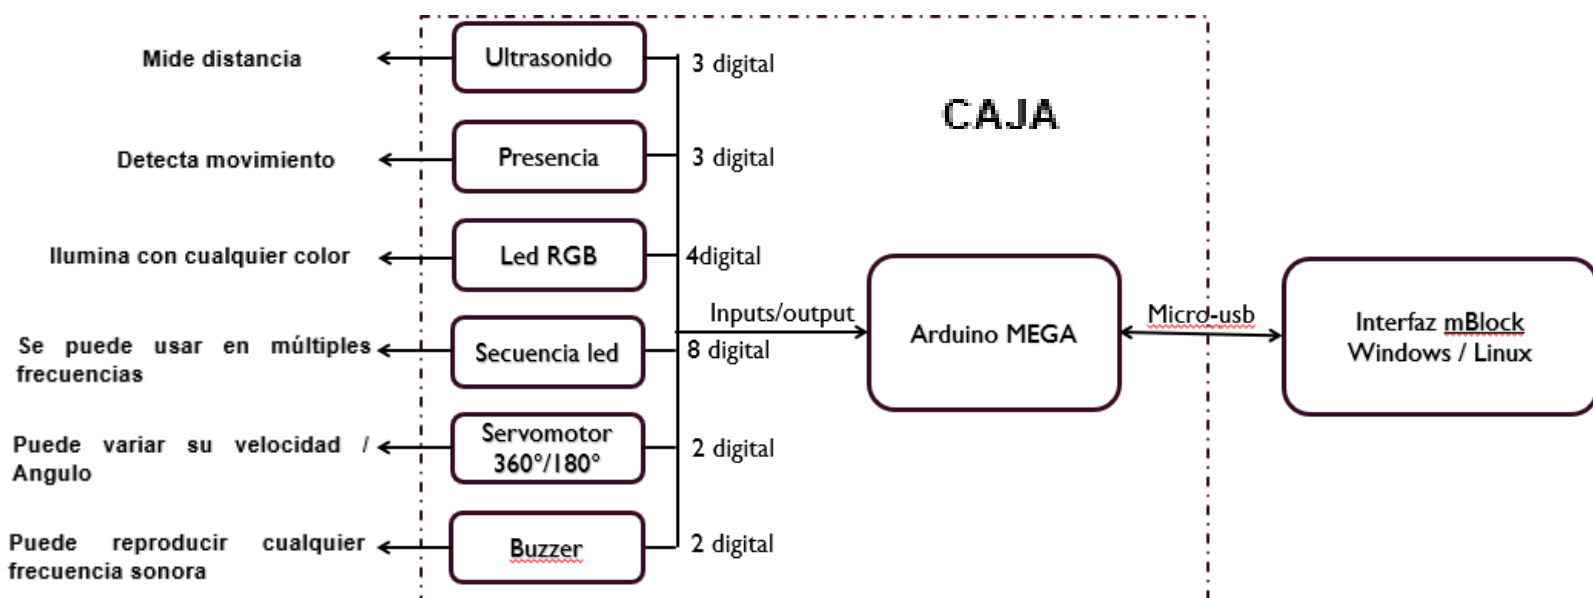 Mide distancia
Ultrasonido
3 digital
CAJA
Detecta movimiento
Presencia
3 digital
Ilumina con cualquier color
Led RGB
4digital
Inputs/output
Arduino MEGA
Micro-usb
Interfaz mBlock
Windows / Linux
Se puede usar en múltiples
frecuencias
Secuencia led
8 digital
Puede variar su velocidad /
Angulo
Servomotor
360°/180°
2 digital
Puede reproducir cualquier
frecuencia sonora
Buzzer
2 digital